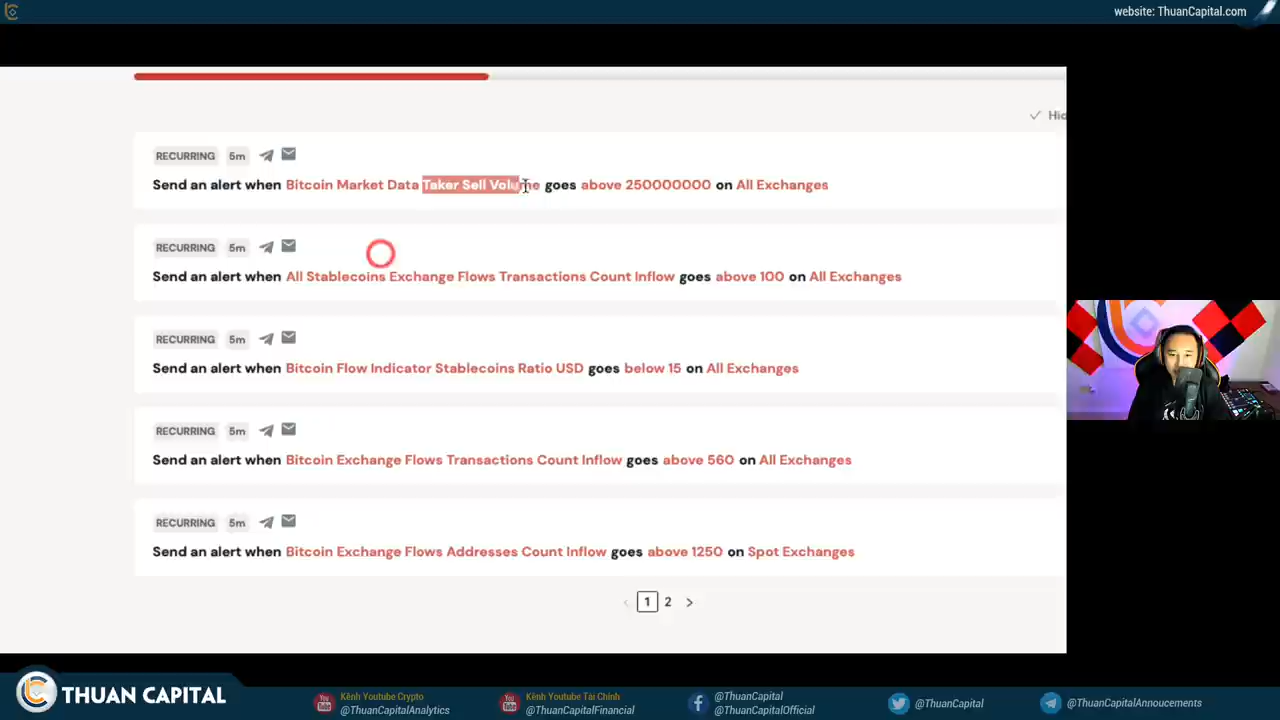 website: ThuanCapital.com
RECURRING 5m
Send an alert when Bitcoin Market Data Taker Sell Volume goes above 250000000 on All Exchanges
RECURRING 5m
Send an alert when All Stablecoins Exchange Flows Transactions Count Inflow goes above 100 on All Exchanges
RECURRING 5m
Send an alert when Bitcoin Flow Indicator Stablecoins Ratio USD goes below 15 on All Exchanges
RECURRING 5m
Send an alert when Bitcoin Exchange Flows Transactions Count Inflow goes above 560 on All Exchanges
RECURRING 5m
Send an alert when Bitcoin Exchange Flows Addresses Count Inflow goes above 1250 on Spot Exchanges
1 2
THUAN CAPITAL
Kênh Youtube Crypto
@ThuanCapitalAnalytics
Kênh Youtube Tài Chính
@ThuanCapitalFinancial
@ThuanCapital
@ThuanCapitalOfficial
@ThuanCapital
@ThuanCapitalAnnoucements